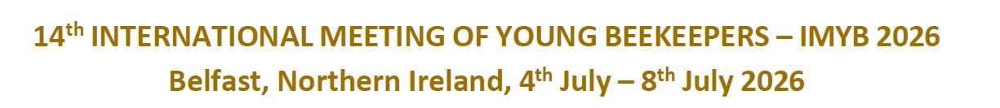 14th INTERNATIONAL MEETING OF YOUNG BEEKEEPERS – IMYB 2026
Belfast, Northern Ireland, 4th July – 8th July 2026